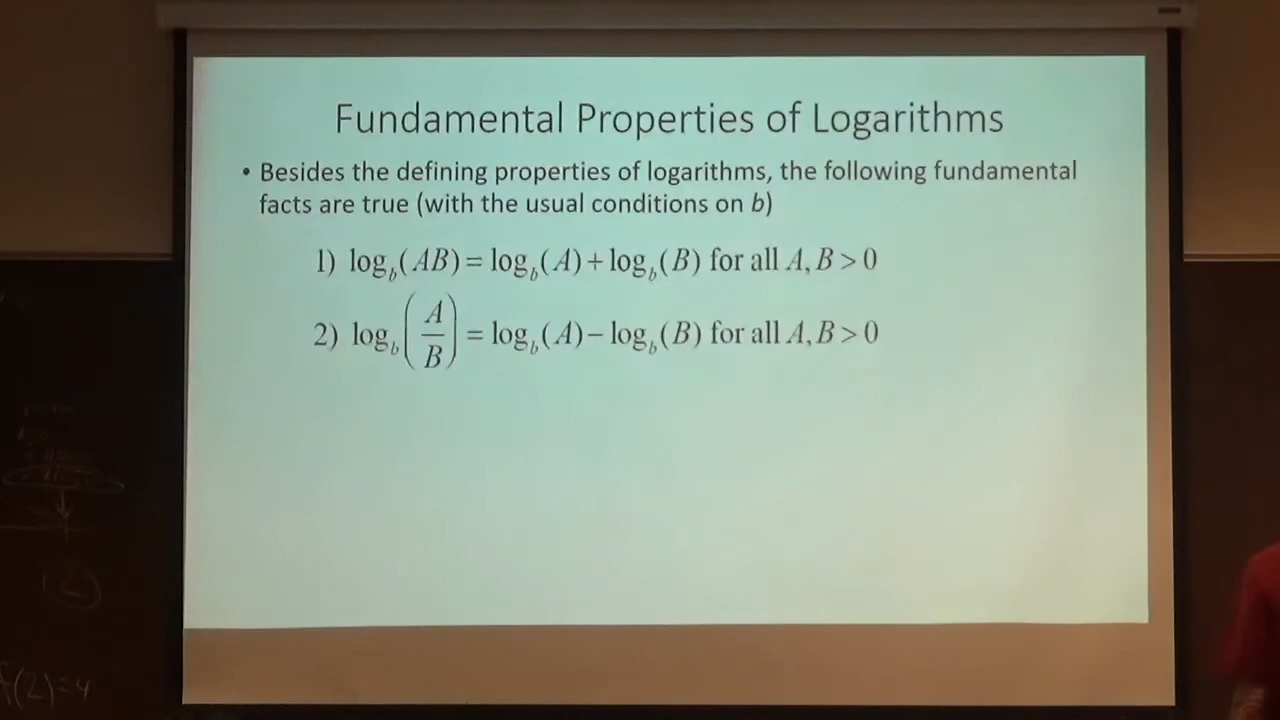 Fundamental Properties of Logarithms
• Besides the defining properties of logarithms, the following fundamental
facts are true (with the usual conditions on b)
1) log_b(AB) = log_b(A) + log_b(B) for all A, B > 0
2) log_b(A/B) = log_b(A) − log_b(B) for all A, B > 0
f(2)=4